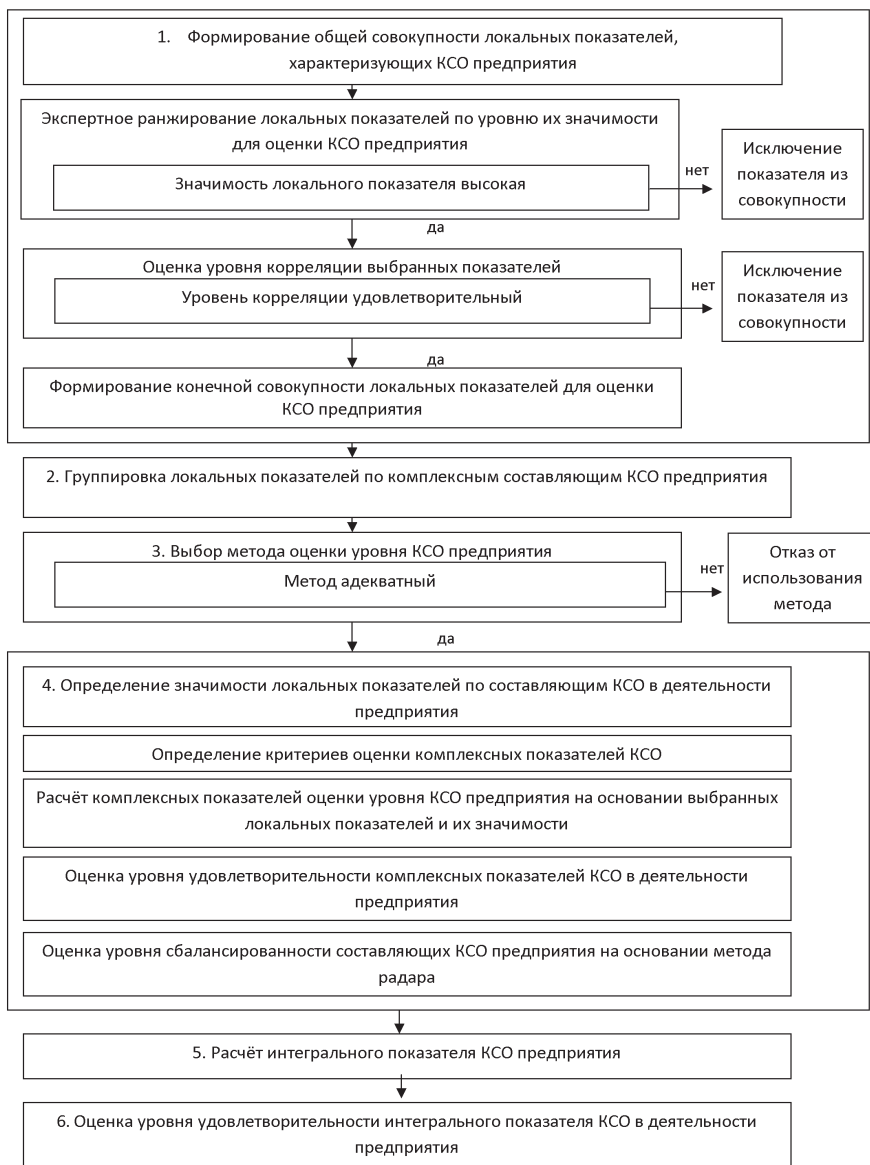 1. Формирование общей совокупности локальных показателей,
характеризующих КСО предприятия
Экспертное ранжирование локальных показателей по уровню их значимости
для оценки КСО предприятия
Значимость локального показателя высокая
нет
Исключение
показателя из
совокупности
да
Оценка уровня корреляции выбранных показателей
Уровень корреляции удовлетворительный
нет
Исключение
показателя из
совокупности
да
Формирование конечной совокупности локальных показателей для оценки
КСО предприятия
2. Группировка локальных показателей по комплексным составляющим КСО предприятия
3. Выбор метода оценки уровня КСО предприятия
Метод адекватный
нет
Отказ от
использования
метода
да
4. Определение значимости локальных показателей по составляющим КСО в деятельности
предприятия
Определение критериев оценки комплексных показателей КСО
Расчёт комплексных показателей оценки уровня КСО предприятия на основании выбранных
локальных показателей и их значимости
Оценка уровня удовлетворительности комплексных показателей КСО в деятельности
предприятия
Оценка уровня сбалансированности составляющих КСО предприятия на основании метода
радара
5. Расчёт интегрального показателя КСО предприятия
6. Оценка уровня удовлетворительности интегрального показателя КСО в деятельности
предприятия